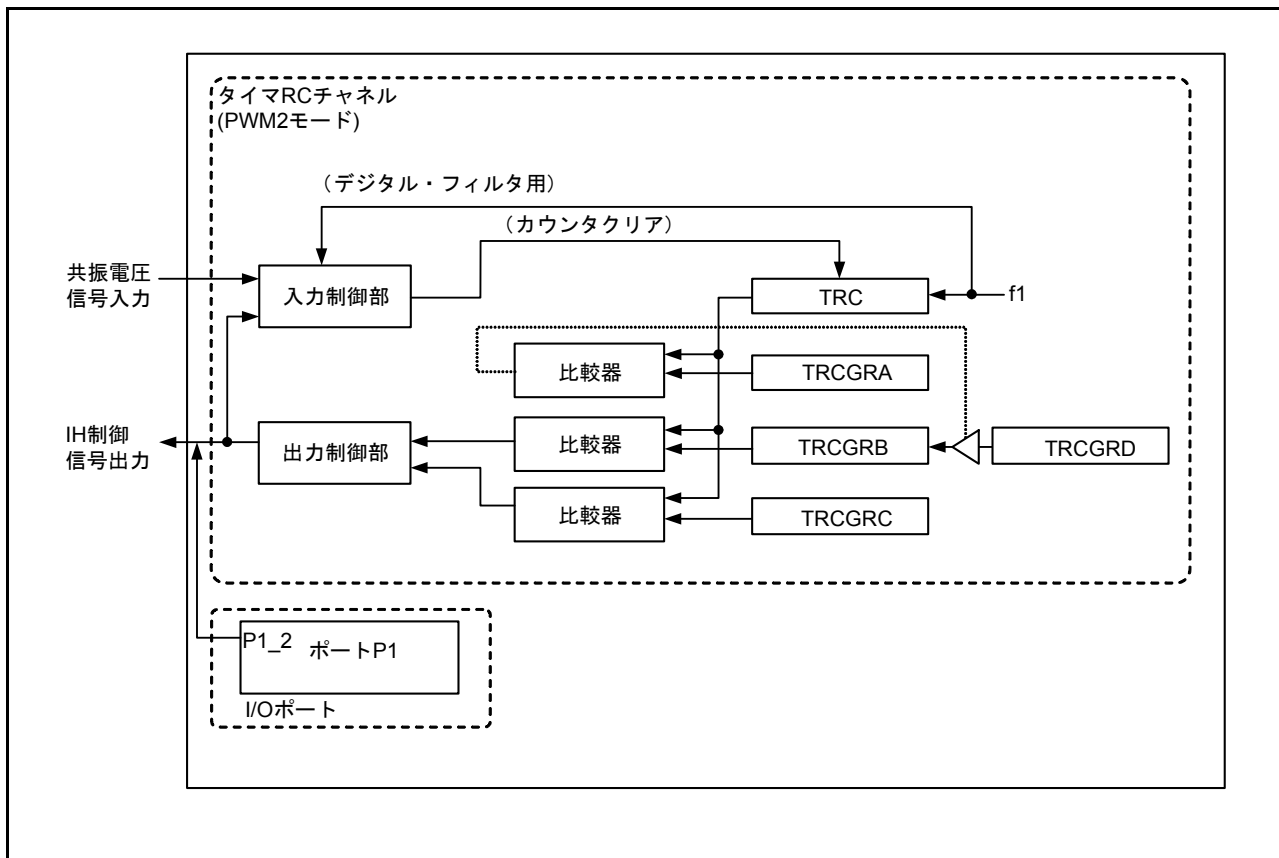 タイマRCチャネル
(PWM2モード)
（デジタル・フィルタ用）
（カウンタクリア）
共振電圧
信号入力
入力制御部
TRC
f1
比較器
TRCGRA
IH制御
信号出力
出力制御部
比較器
TRCGRB
TRCGRD
比較器
TRCGRC
P1_2 ポートP1
I/Oポート